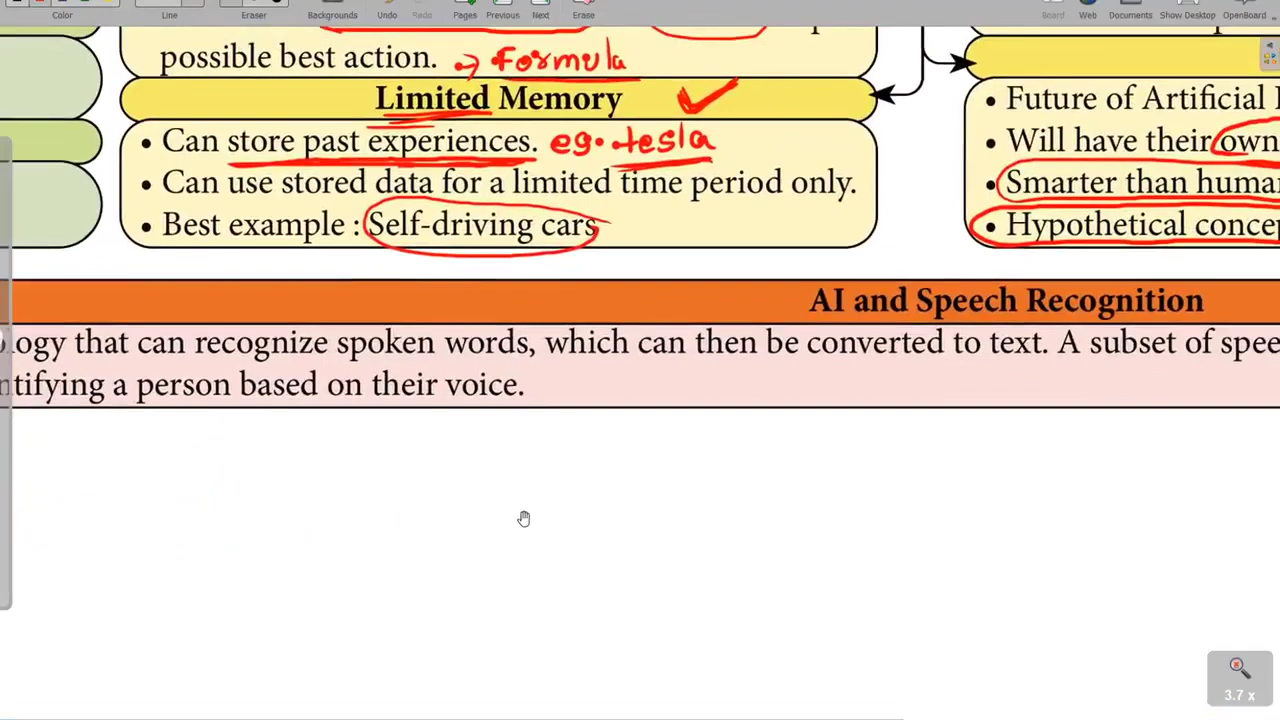 Color Line Eraser Backgrounds Undo Redo Pages Previous Next Erase Board Web Documents Show Desktop OpenBoard
possible best action. → formula
Limited Memory
• Can store past experiences. eg. tesla
• Can use stored data for a limited time period only.
• Best example : Self-driving cars
• Future of Artificial
• Will have their own
• Smarter than huma
• Hypothetical conce
AI and Speech Recognition
ology that can recognize spoken words, which can then be converted to text. A subset of spee
ntifying a person based on their voice.
3.7 x